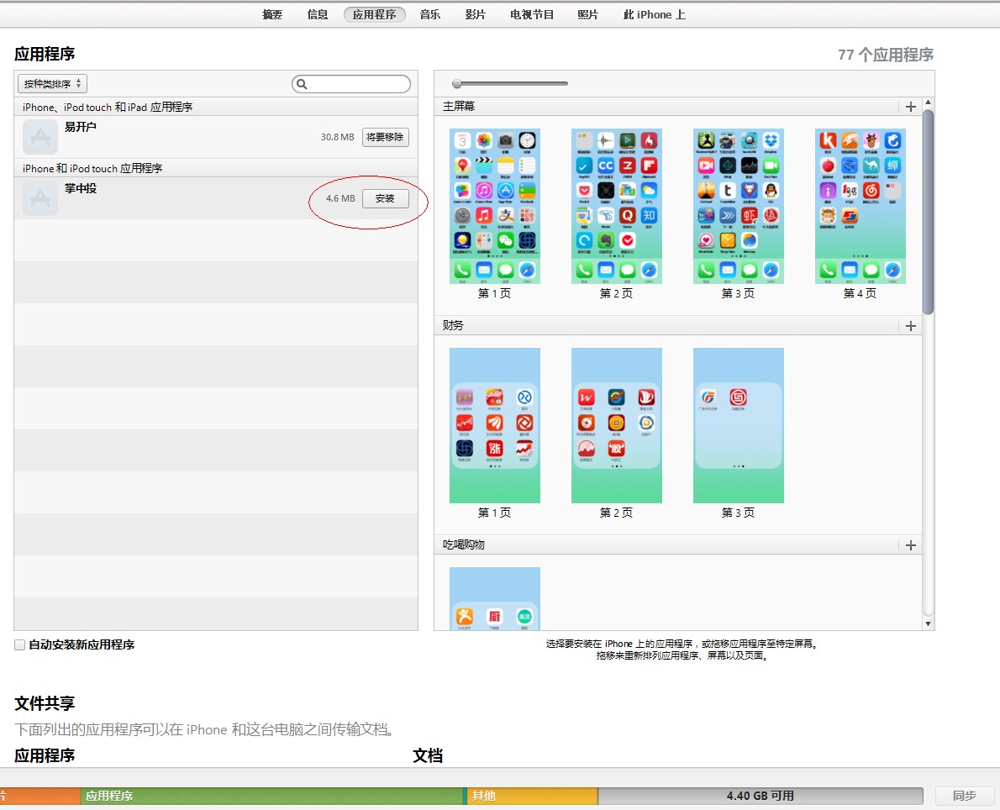 摘要 信息 应用程序 音乐 影片 电视节目 照片 此 iPhone 上
应用程序
77 个应用程序
按种类排序
iPhone、iPod touch 和 iPad 应用程序
易开户
30.8 MB 将要移除
iPhone 和 iPod touch 应用程序
掌中投
4.6 MB 安装
主屏幕
第 1 页 第 2 页 第 3 页 第 4 页
财务
第 1 页 第 2 页 第 3 页
吃喝购物
自动安装新应用程序
选择要安装在 iPhone 上的应用程序，或拖移应用程序至特定屏幕。
拖移来重新排列应用程序、屏幕以及页面。
文件共享
下面列出的应用程序可以在 iPhone 和这台电脑之间传输文档。
应用程序 文档
片 应用程序 其他 4.40 GB 可用 同步